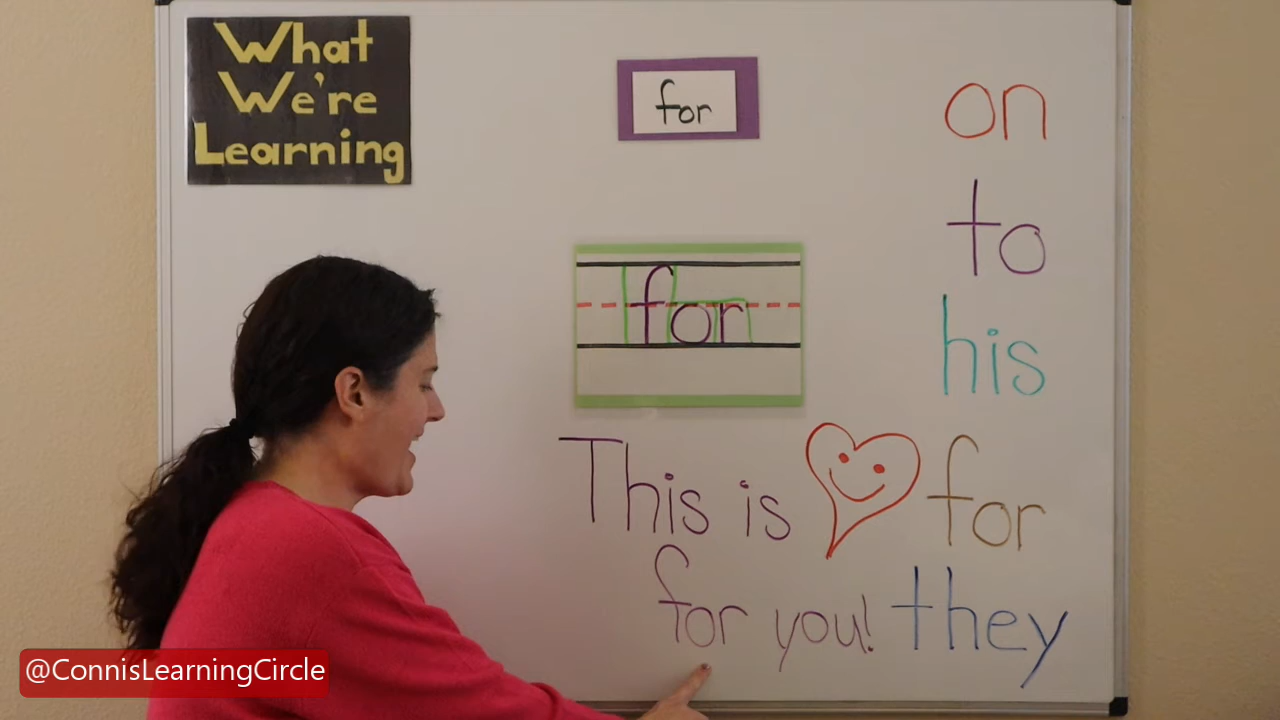 What
We're
Learning
for
for
This is
for you!
on
to
his
for
they
@ConnisLearningCircle